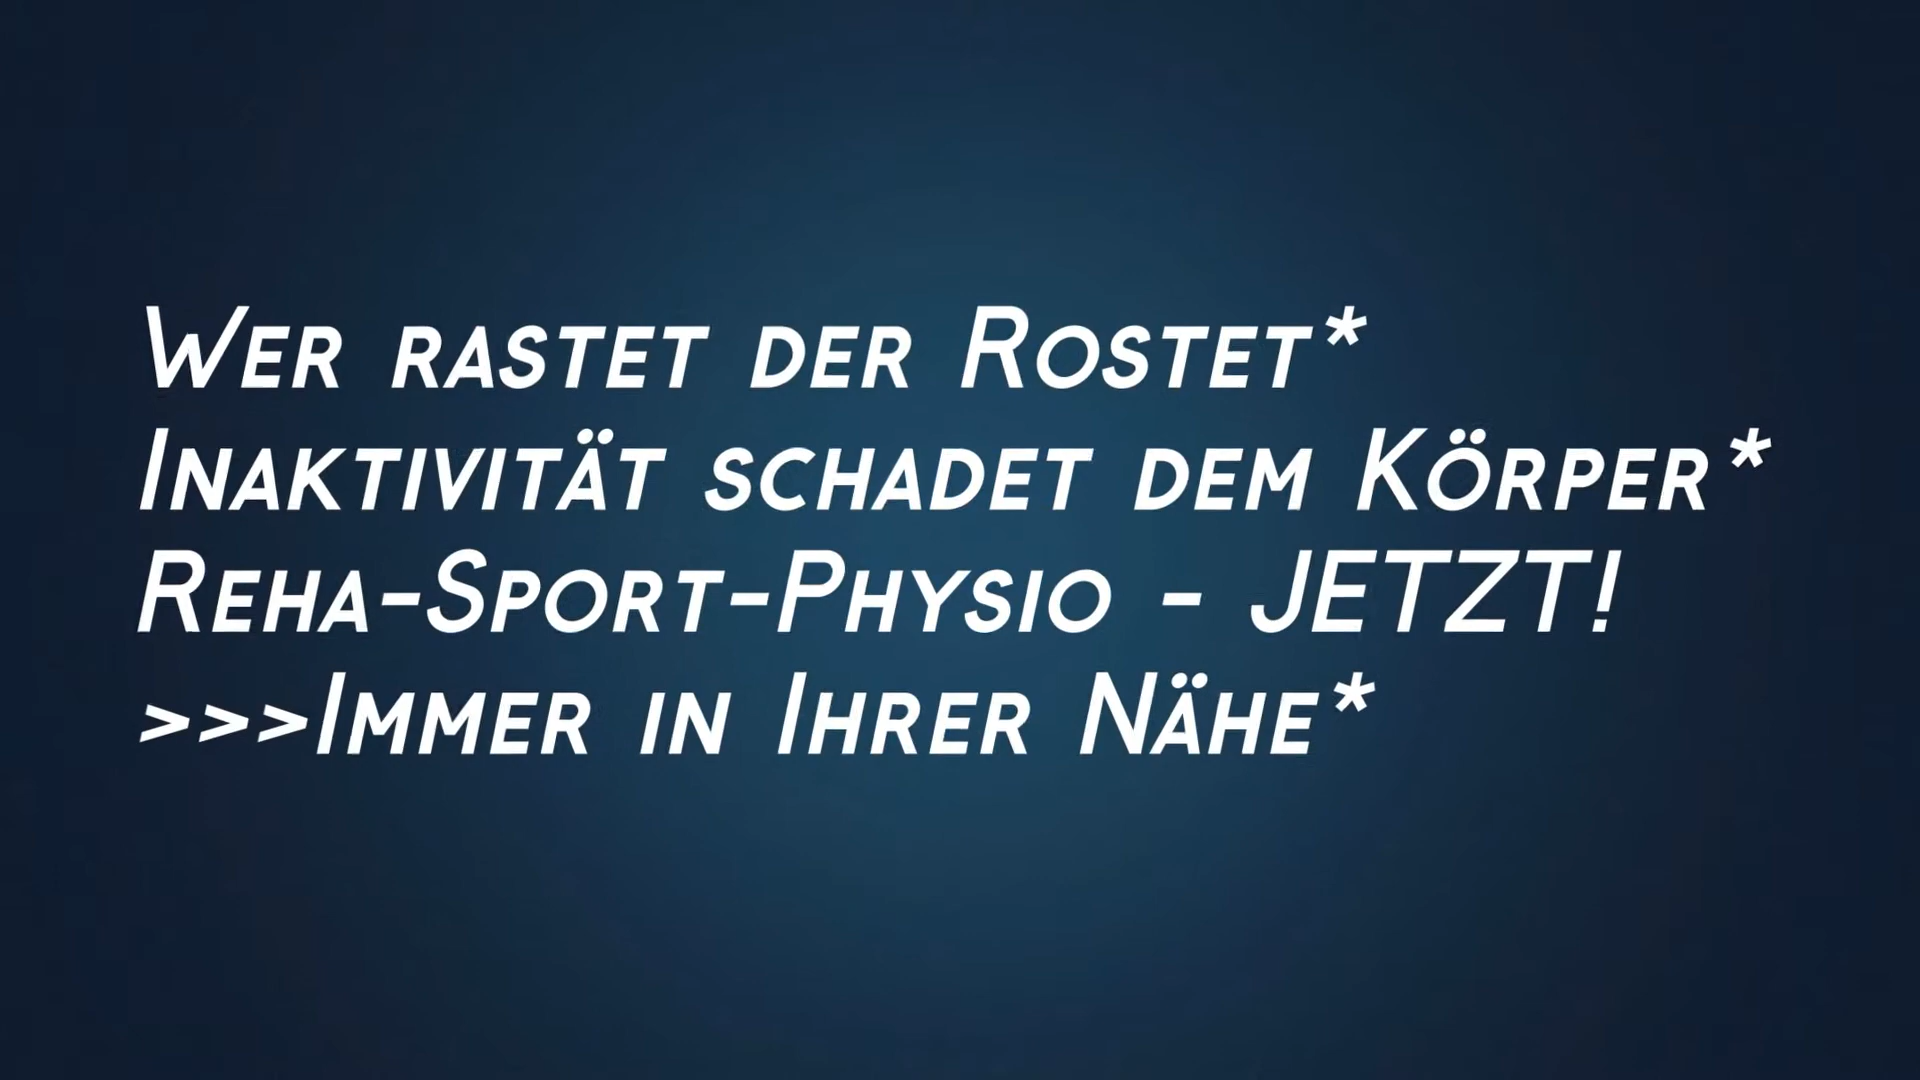 Wer rastet der Rostet*
Inaktivität schadet dem Körper*
Reha-Sport-Physio - JETZT!
>>>Immer in Ihrer Nähe*